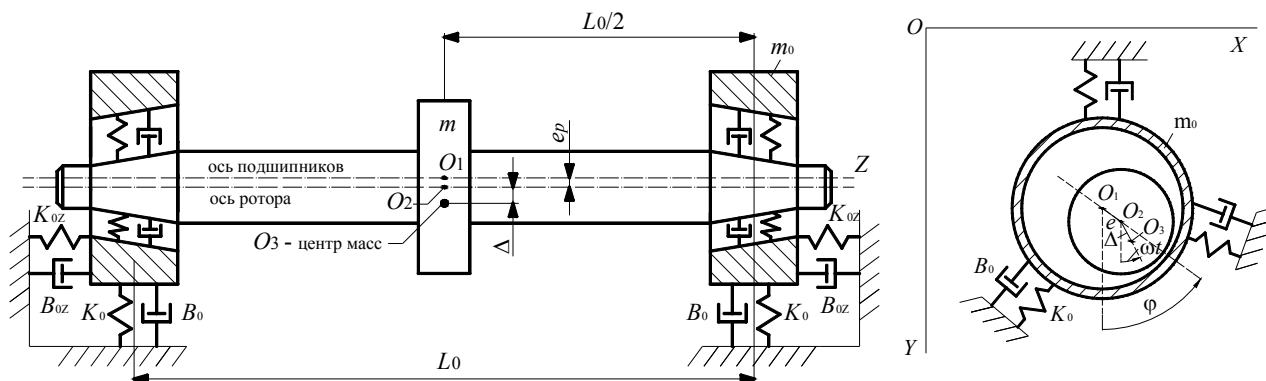 L0/2
m0
m
eP
ось подшипников
O1
Z
ось ротора
O2
K0Z
O3 - центр масс
Δ
K0Z
B0Z
K0
B0
B0
K0
B0Z
L0
O
X
m0
O1
O2
e
O3
Δ
ωt
B0
K0
φ
Y